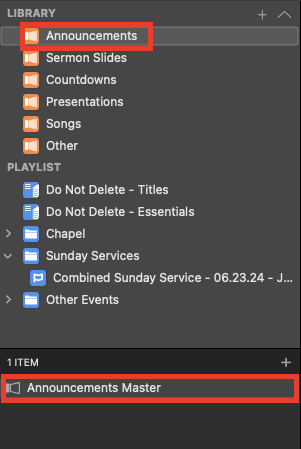 LIBRARY
Announcements
Sermon Slides
Countdowns
Presentations
Songs
Other
PLAYLIST
Do Not Delete - Titles
Do Not Delete - Essentials
Chapel
Sunday Services
Combined Sunday Service - 06.23.24 - J...
Other Events
1 ITEM
Announcements Master